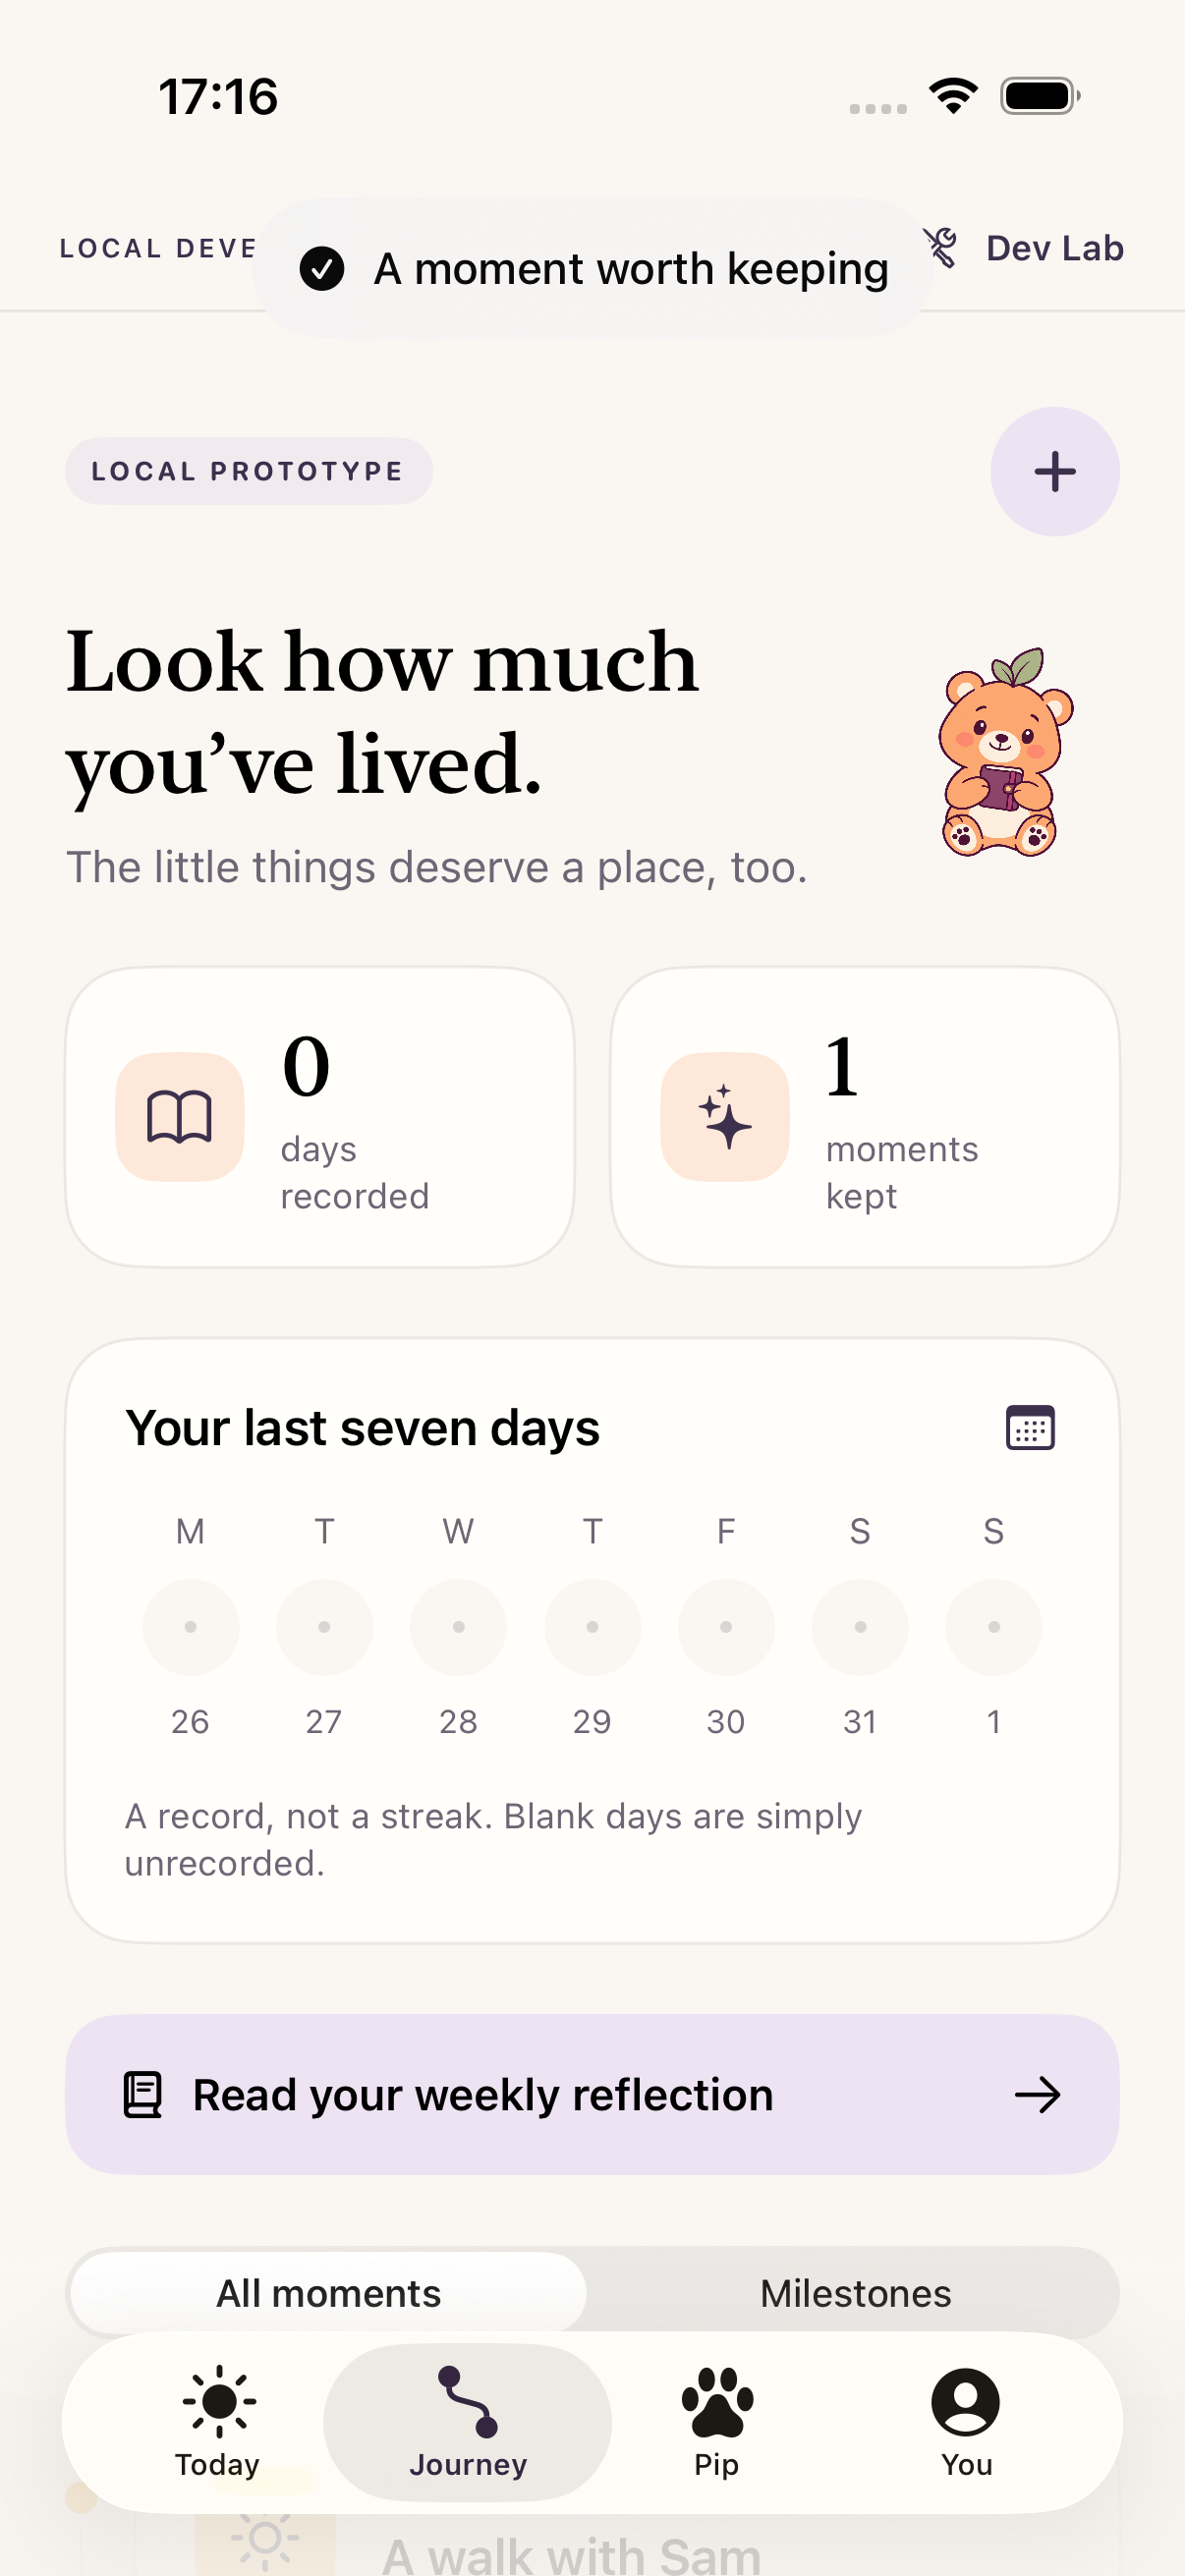 17:16
LOCAL DEVE
A moment worth keeping
Dev Lab
LOCAL PROTOTYPE
Look how much
you’ve lived.
The little things deserve a place, too.
0
days
recorded
1
moments
kept
Your last seven days
M T W T F S S
26 27 28 29 30 31 1
A record, not a streak. Blank days are simply
unrecorded.
Read your weekly reflection
All moments
Milestones
Today
Journey
Pip
You
A walk with Sam